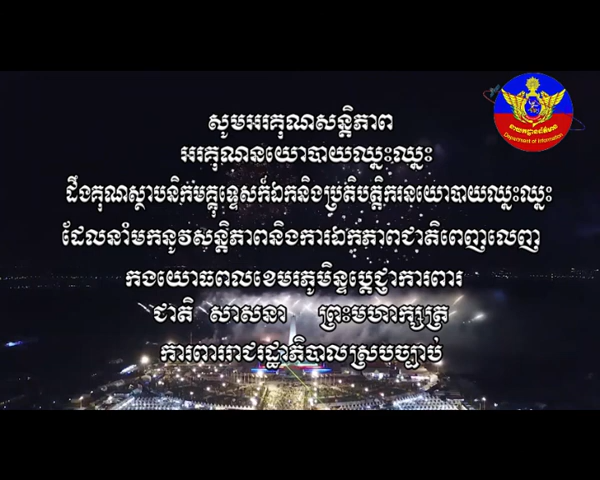 សូមអរគុណសន្តិភាព
អរគុណនយោបាយឈ្នះឈ្នះ
ដឹងគុណស្ថាបនិកមគ្គុទ្ទេសក៍ឯកនិងប្រតិបត្តិករនយោបាយឈ្នះឈ្នះ
ដែលនាំមកនូវសន្តិភាពនិងការឯកភាពជាតិពេញលេញ
កងយោធពលខេមរភូមិន្ទប្តេជ្ញាការពារ
ជាតិ សាសនា ព្រះមហាក្សត្រ
ការពាររាជរដ្ឋាភិបាលស្របច្បាប់
Department of Information